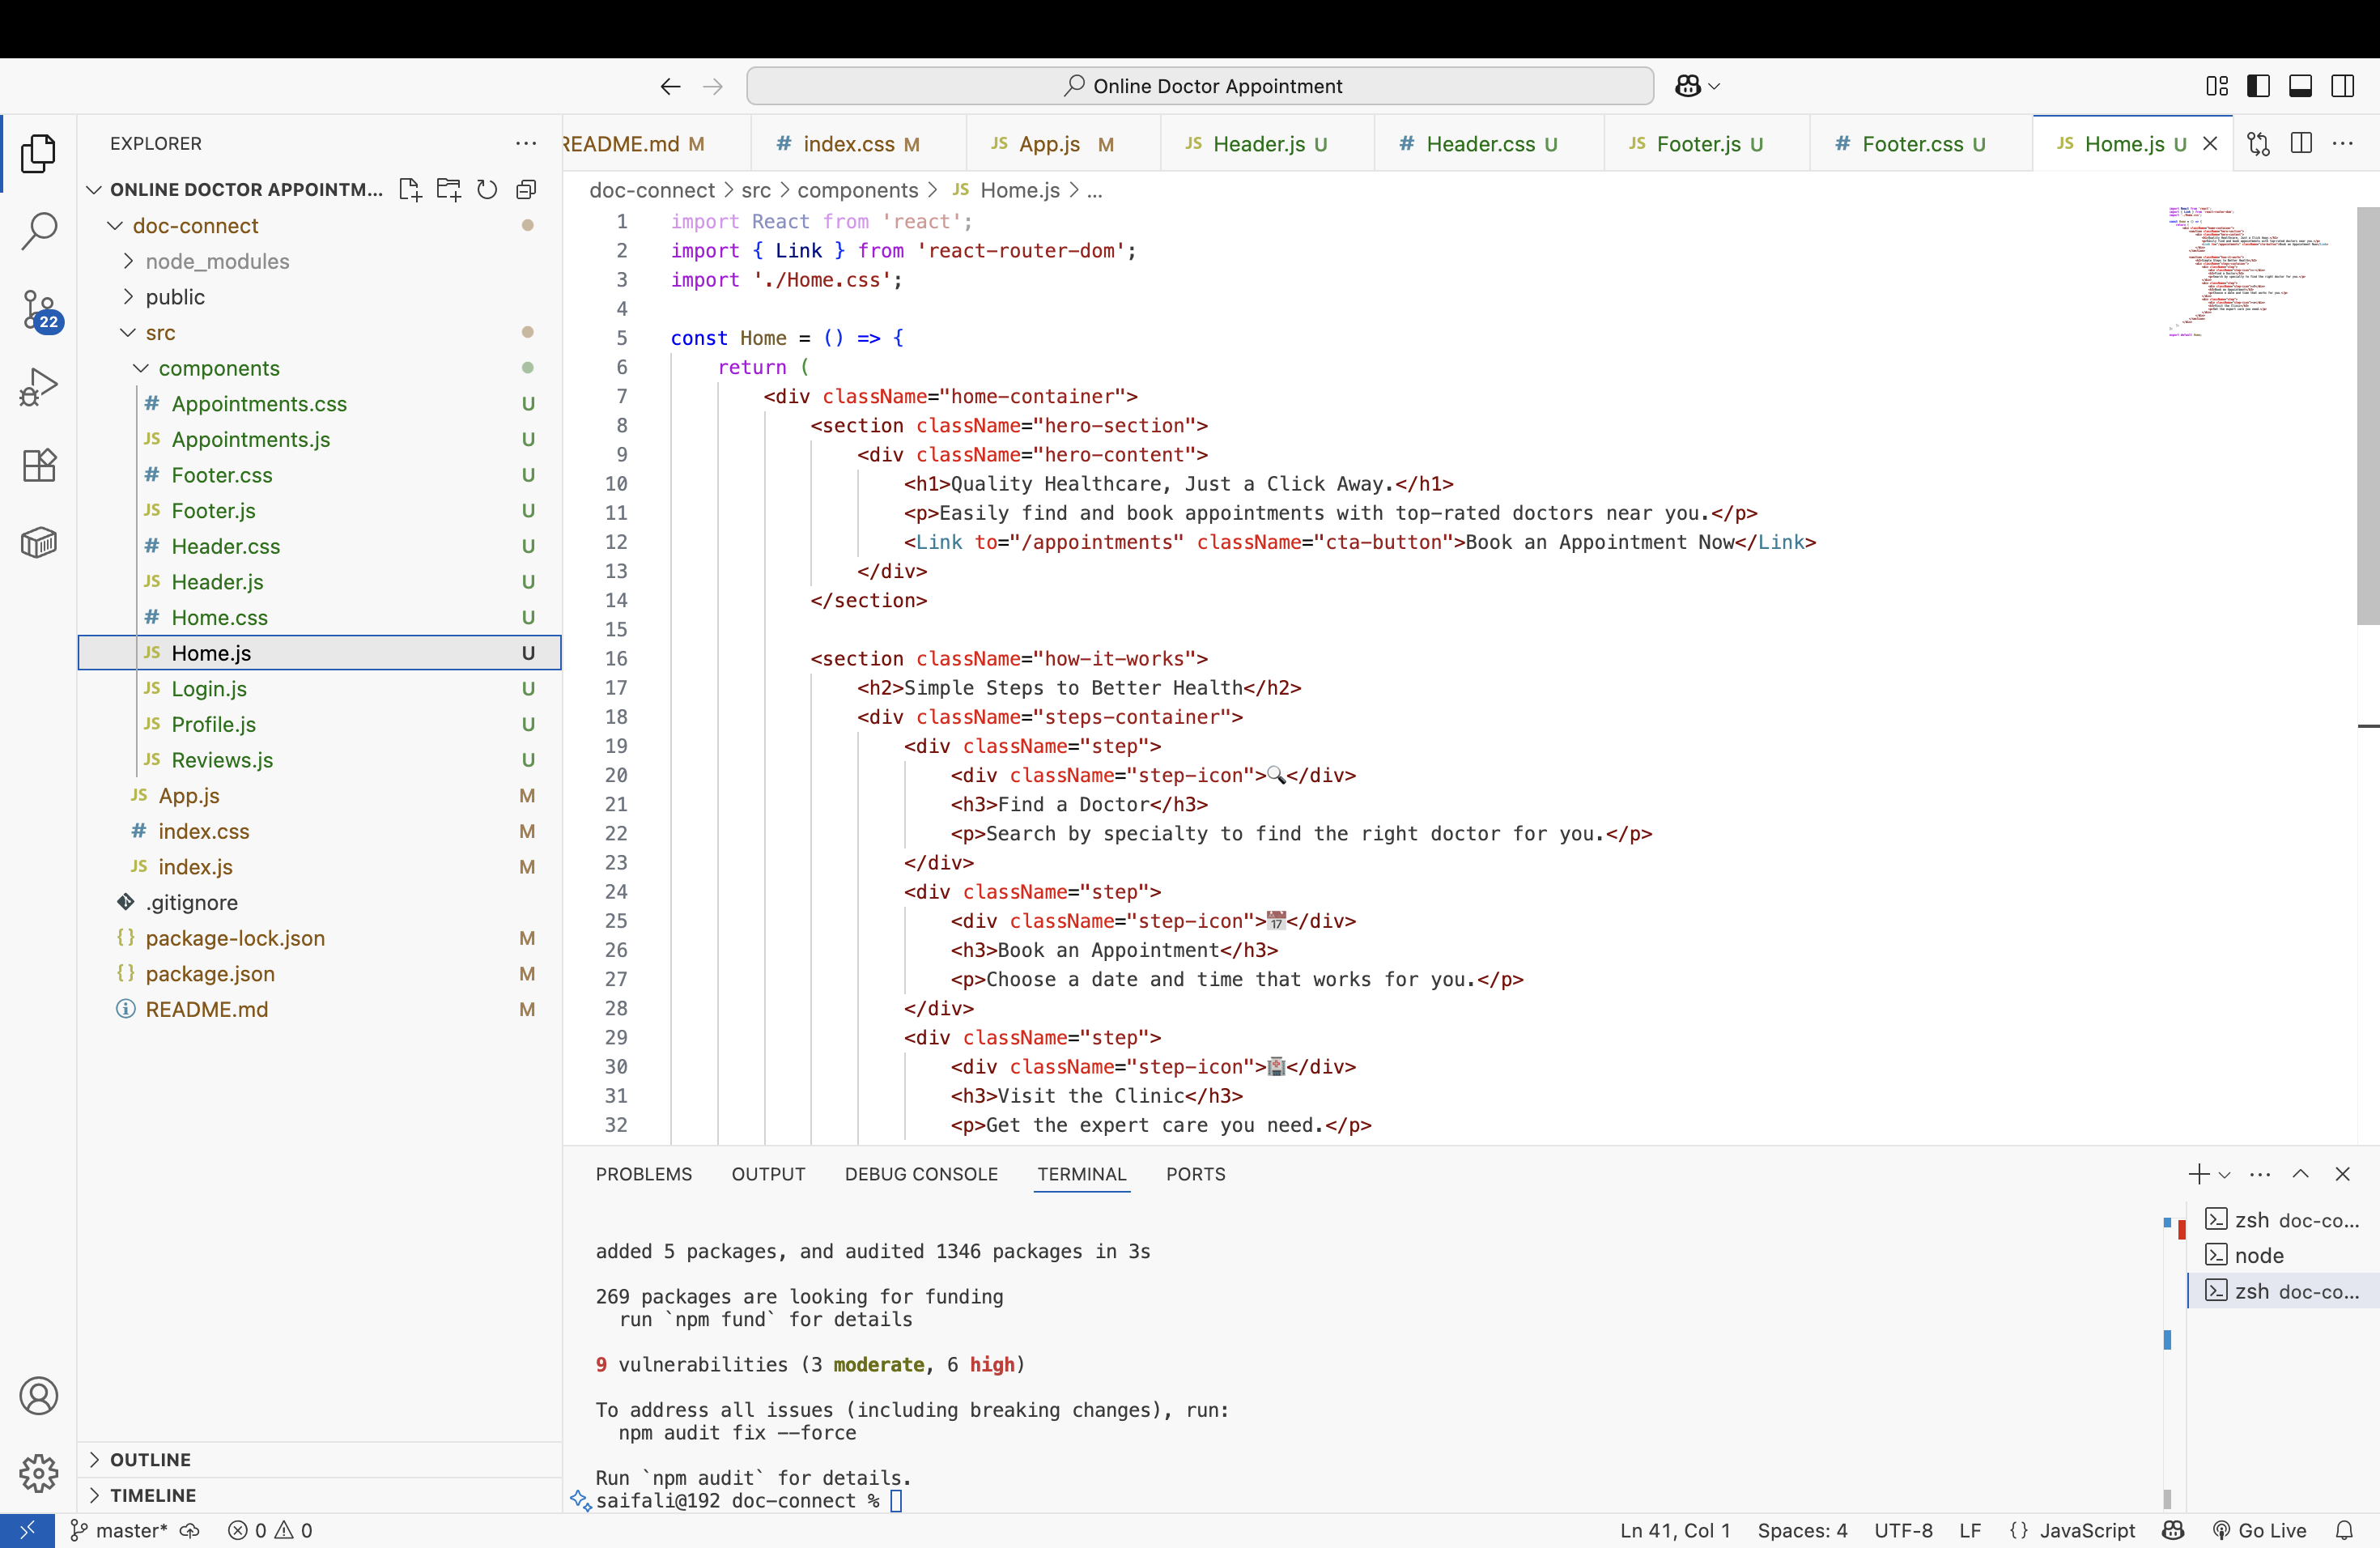 Online Doctor Appointment
EXPLORER
ONLINE DOCTOR APPOINTM...
doc-connect
node_modules
public
src
components
# Appointments.css U
JS Appointments.js U
# Footer.css U
JS Footer.js U
# Header.css U
JS Header.js U
# Home.css U
JS Home.js U
JS Login.js U
JS Profile.js U
JS Reviews.js U
JS App.js M
# index.css M
JS index.js M
.gitignore
{} package-lock.json M
{} package.json M
README.md M
OUTLINE
TIMELINE
22
README.md M
# index.css M
JS App.js M
JS Header.js U
# Header.css U
JS Footer.js U
# Footer.css U
JS Home.js U
doc-connect > src > components > JS Home.js > ...
1 import React from 'react';
2 import { Link } from 'react-router-dom';
3 import './Home.css';
4
5 const Home = () => {
6 return (
7 <div className="home-container">
8 <section className="hero-section">
9 <div className="hero-content">
10 <h1>Quality Healthcare, Just a Click Away.</h1>
11 <p>Easily find and book appointments with top-rated doctors near you.</p>
12 <Link to="/appointments" className="cta-button">Book an Appointment Now</Link>
13 </div>
14 </section>
15
16 <section className="how-it-works">
17 <h2>Simple Steps to Better Health</h2>
18 <div className="steps-container">
19 <div className="step">
20 <div className="step-icon">🔍</div>
21 <h3>Find a Doctor</h3>
22 <p>Search by specialty to find the right doctor for you.</p>
23 </div>
24 <div className="step">
25 <div className="step-icon">📅</div>
26 <h3>Book an Appointment</h3>
27 <p>Choose a date and time that works for you.</p>
28 </div>
29 <div className="step">
30 <div className="step-icon">🏥</div>
31 <h3>Visit the Clinic</h3>
32 <p>Get the expert care you need.</p>
PROBLEMS OUTPUT DEBUG CONSOLE TERMINAL PORTS
added 5 packages, and audited 1346 packages in 3s
269 packages are looking for funding
run `npm fund` for details
9 vulnerabilities (3 moderate, 6 high)
To address all issues (including breaking changes), run:
npm audit fix --force
Run `npm audit` for details.
saifali@192 doc-connect %
zsh doc-co...
node
zsh doc-co...
master* 0 0
Ln 41, Col 1 Spaces: 4 UTF-8 LF {} JavaScript Go Live